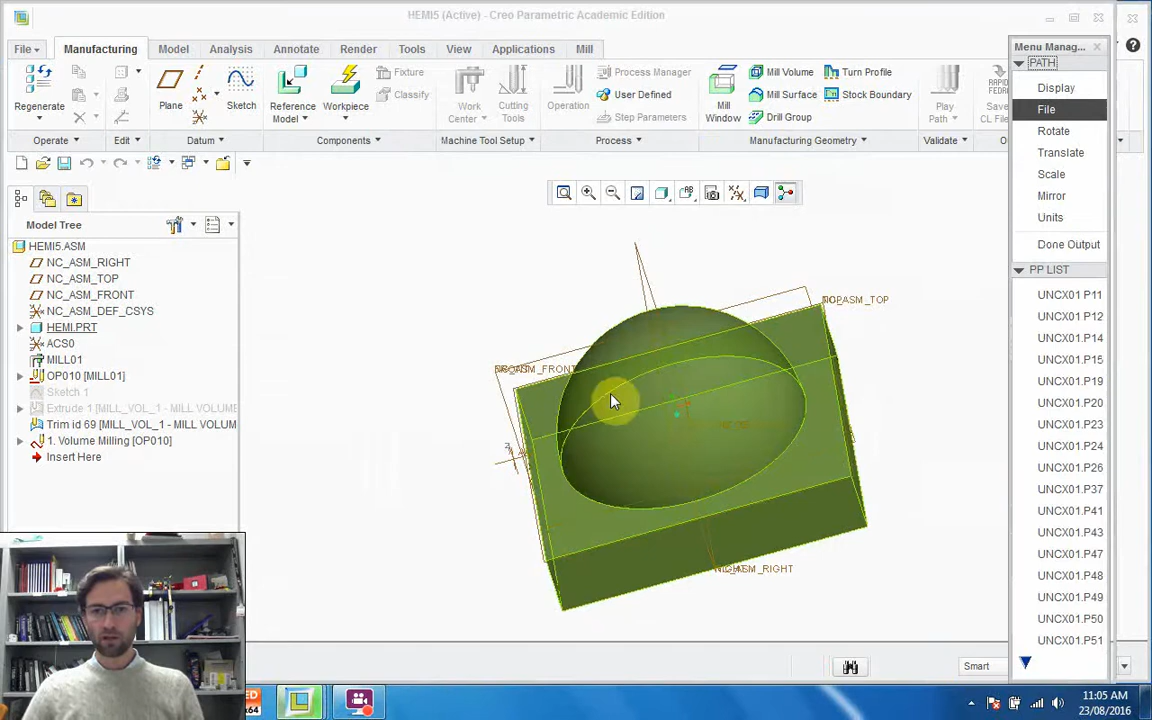 HEMI5 (Active) - Creo Parametric Academic Edition
File
Manufacturing
Model
Analysis
Annotate
Render
Tools
View
Applications
Mill
Regenerate
Plane
Sketch
Reference Model
Workpiece
Fixture
Classify
Work Center
Cutting Tools
Operation
Process Manager
User Defined
Step Parameters
Mill Window
Mill Volume
Mill Surface
Drill Group
Turn Profile
Stock Boundary
Play Path
Save CL File
Operate
Edit
Datum
Components
Machine Tool Setup
Process
Manufacturing Geometry
Validate
Model Tree
HEMI5.ASM
NC_ASM_RIGHT
NC_ASM_TOP
NC_ASM_FRONT
NC_ASM_DEF_CSYS
HEMI.PRT
ACS0
MILL01
OP010 [MILL01]
Sketch 1
Extrude 1 [MILL_VOL_1 - MILL VOLUME
Trim id 69 [MILL_VOL_1 - MILL VOLUM
1. Volume Milling [OP010]
Insert Here
Menu Manag...
PATH
Display
File
Rotate
Translate
Scale
Mirror
Units
Done Output
PP LIST
UNCX01.P11
UNCX01.P12
UNCX01.P14
UNCX01.P15
UNCX01.P19
UNCX01.P20
UNCX01.P23
UNCX01.P24
UNCX01.P26
UNCX01.P37
UNCX01.P41
UNCX01.P43
UNCX01.P47
UNCX01.P48
UNCX01.P49
UNCX01.P50
UNCX01.P51
Smart
11:05 AM
23/08/2016